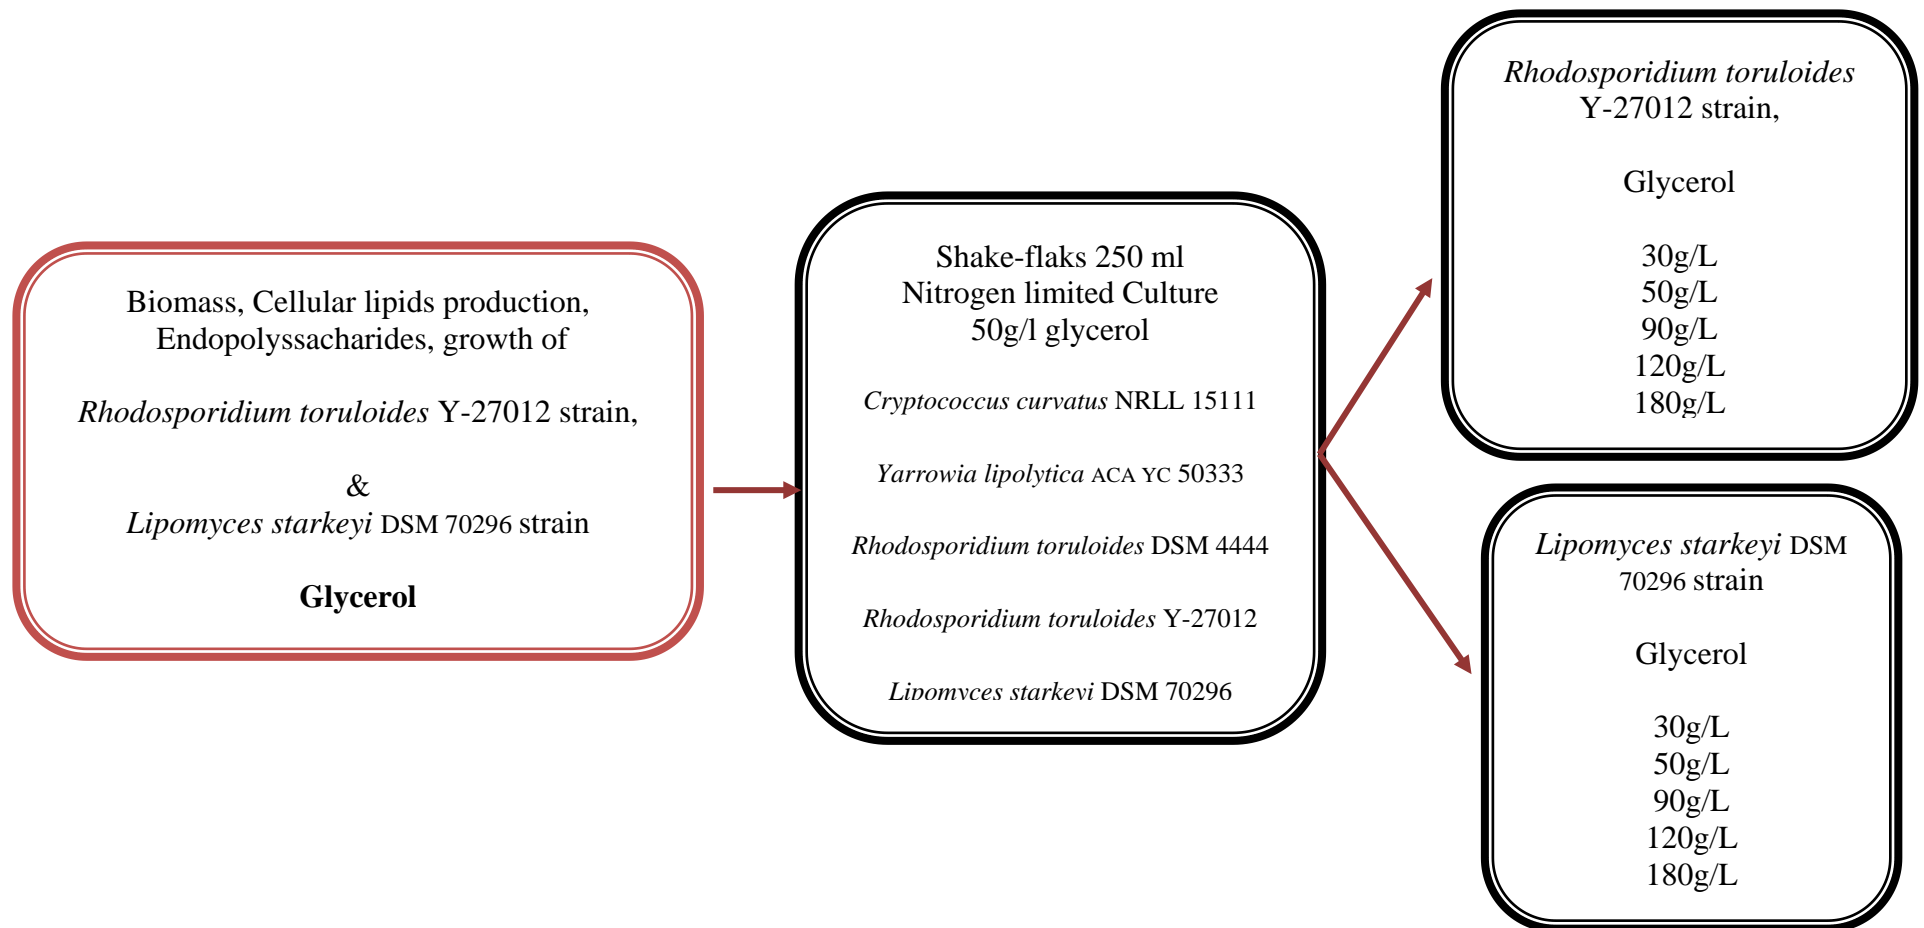 Biomass, Cellular lipids production,
Endopolyssacharides, growth of
Rhodosporidium toruloides Y-27012 strain,
&
Lipomyces starkeyi DSM 70296 strain
Glycerol
Shake-flaks 250 ml
Nitrogen limited Culture
50g/l glycerol
Cryptococcus curvatus NRLL 15111
Yarrowia lipolytica ACA YC 50333
Rhodosporidium toruloides DSM 4444
Rhodosporidium toruloides Y-27012
Lipomyces starkeyi DSM 70296
Rhodosporidium toruloides
Y-27012 strain,
Glycerol
30g/L
50g/L
90g/L
120g/L
180g/L
Lipomyces starkeyi DSM
70296 strain
Glycerol
30g/L
50g/L
90g/L
120g/L
180g/L